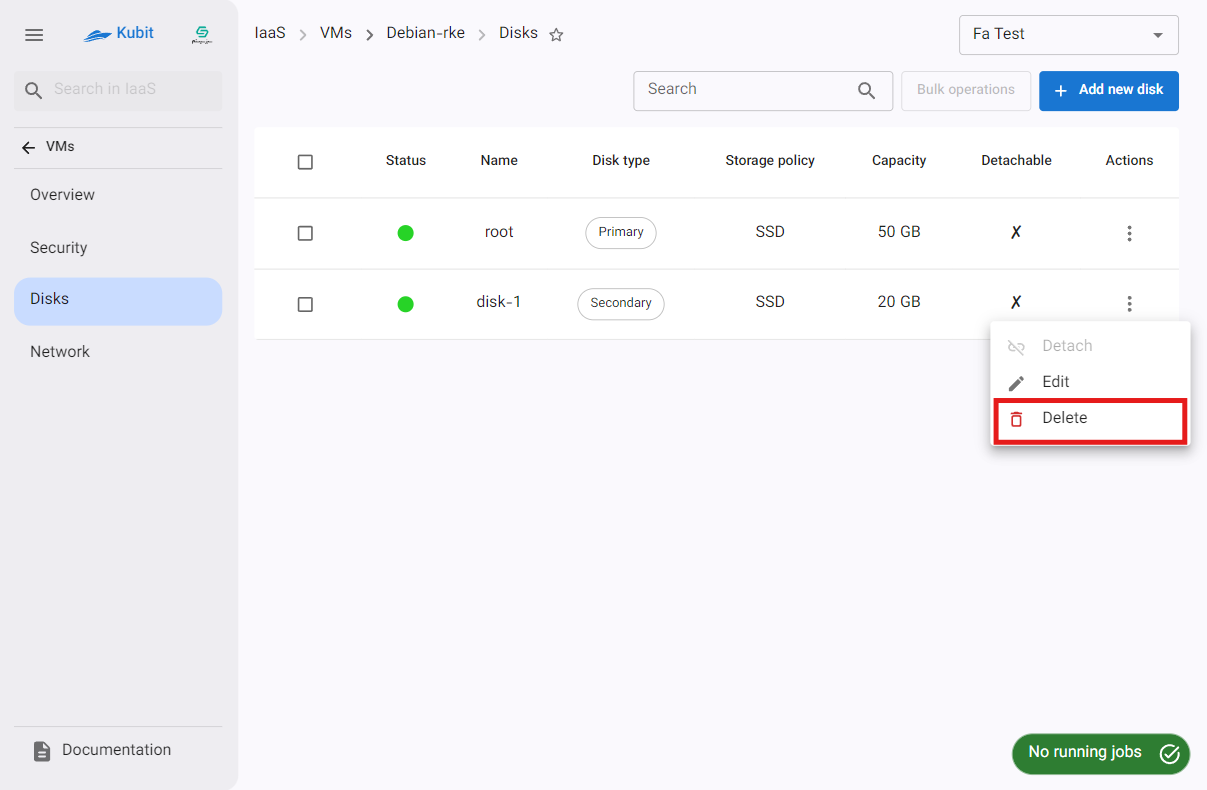 Kubit
IaaS > VMs > Debian-rke > Disks
Fa Test
Search in IaaS
Search
Bulk operations
+ Add new disk
VMs
Overview
Security
Disks
Network
Status Name Disk type Storage policy Capacity Detachable Actions
root Primary SSD 50 GB ✗
disk-1 Secondary SSD 20 GB ✗
Detach
Edit
Delete
Documentation
No running jobs